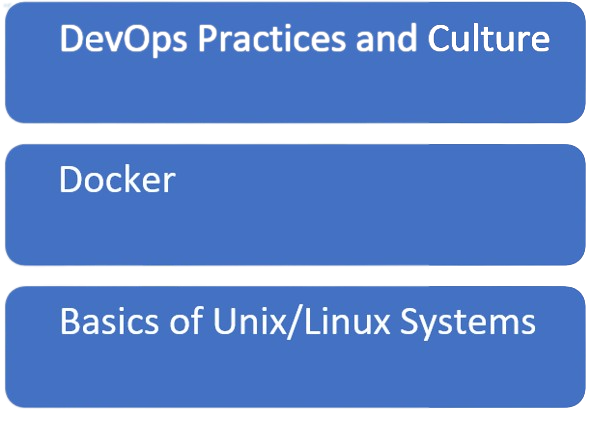 DevOps Practices and Culture
Docker
Basics of Unix/Linux Systems